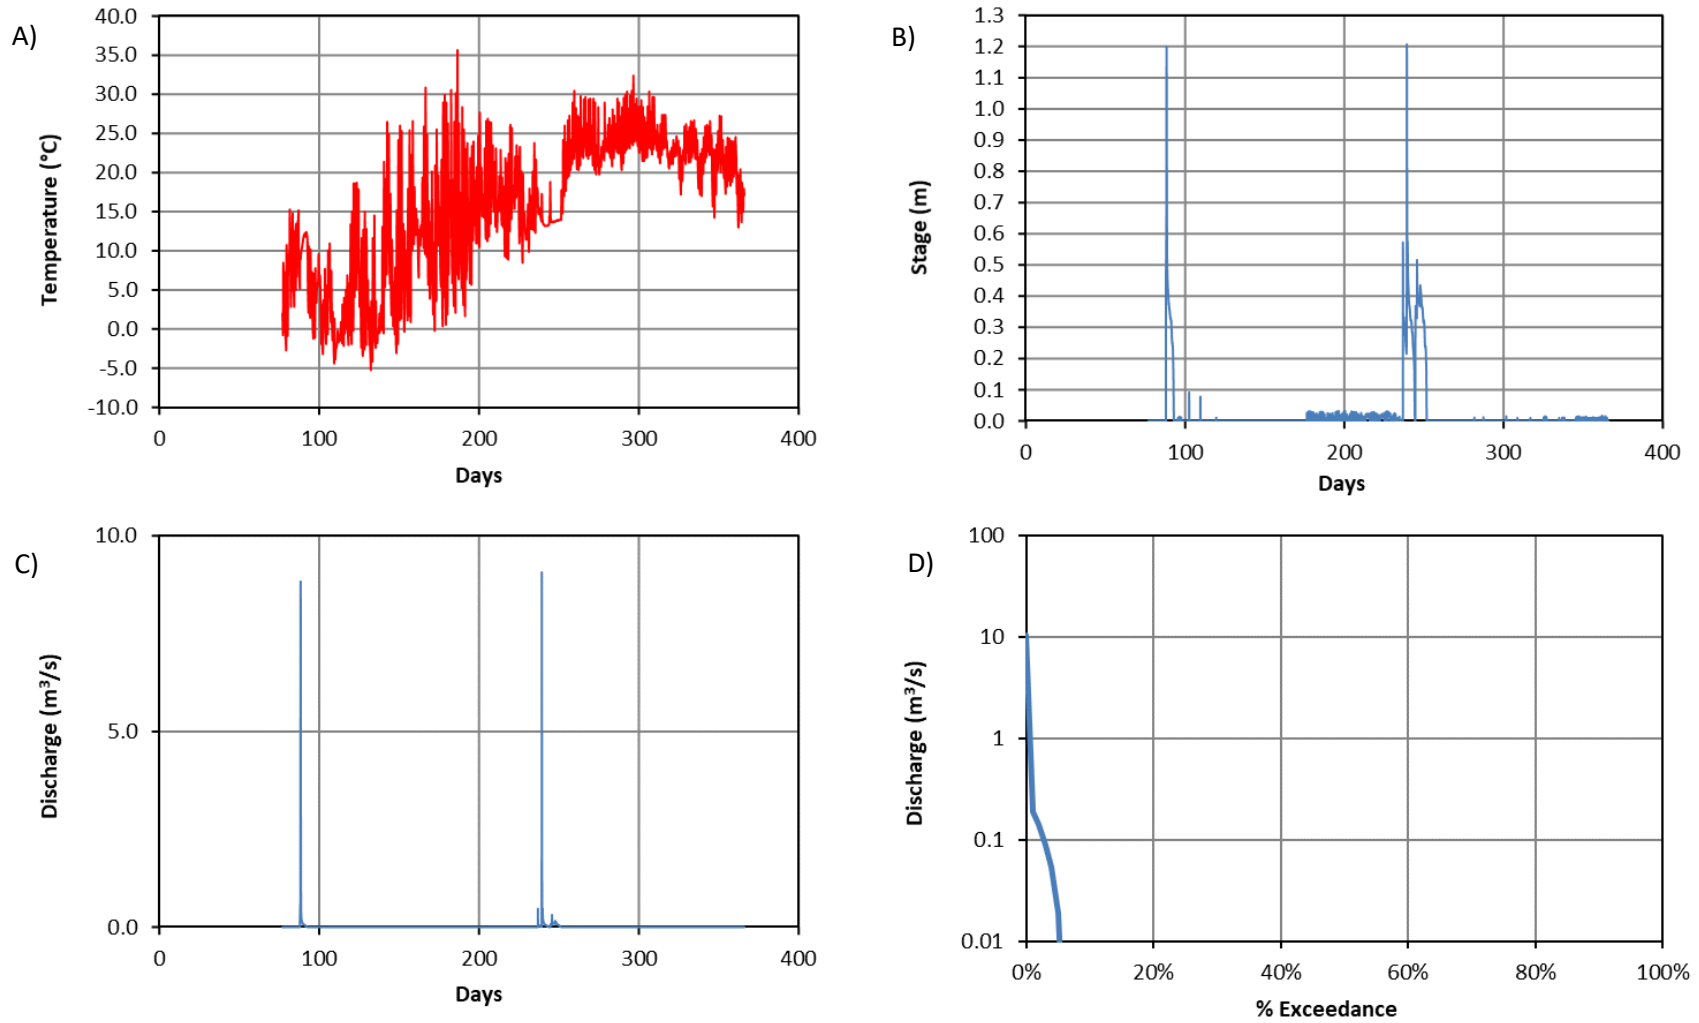 A)
40.0
35.0
30.0
25.0
20.0
15.0
10.0
5.0
0.0
-5.0
-10.0
Temperature (°C)
0 100 200 300 400
Days
B)
1.3
1.2
1.1
1.0
0.9
0.8
0.7
0.6
0.5
0.4
0.3
0.2
0.1
0.0
Stage (m)
0 100 200 300 400
Days
C)
10.0
5.0
0.0
Discharge (m³/s)
0 100 200 300 400
Days
D)
100
10
1
0.1
0.01
Discharge (m³/s)
0% 20% 40% 60% 80% 100%
% Exceedance